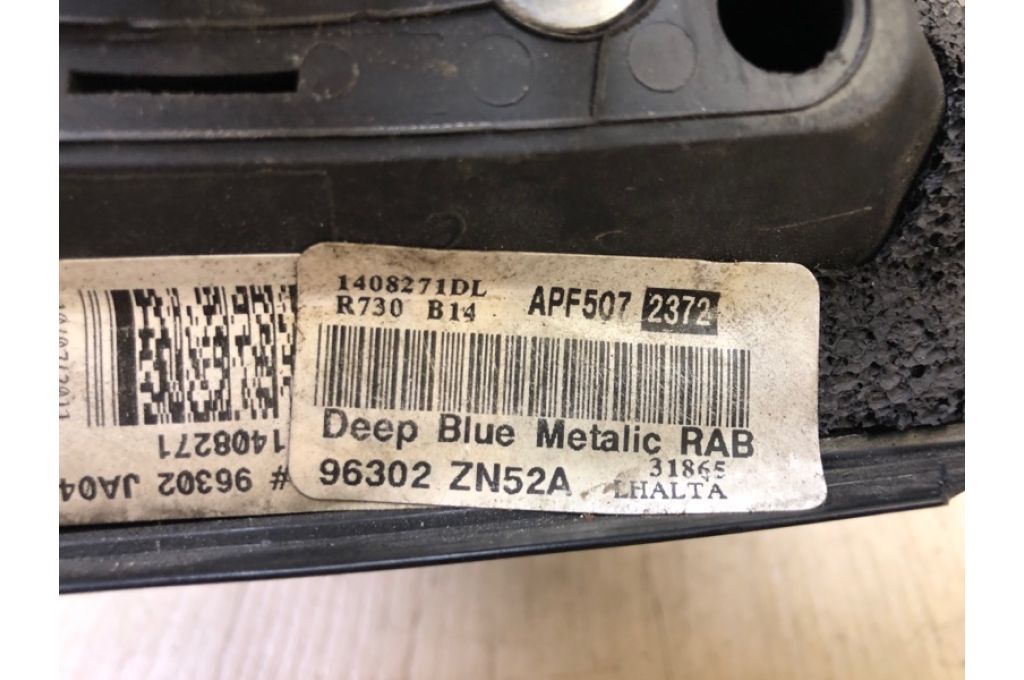 1408271DL
R730 B14
APF507 2372
Deep Blue Metalic RAB
96302 ZN52A
31865
LHALTA
1408271
# 96302 JA04